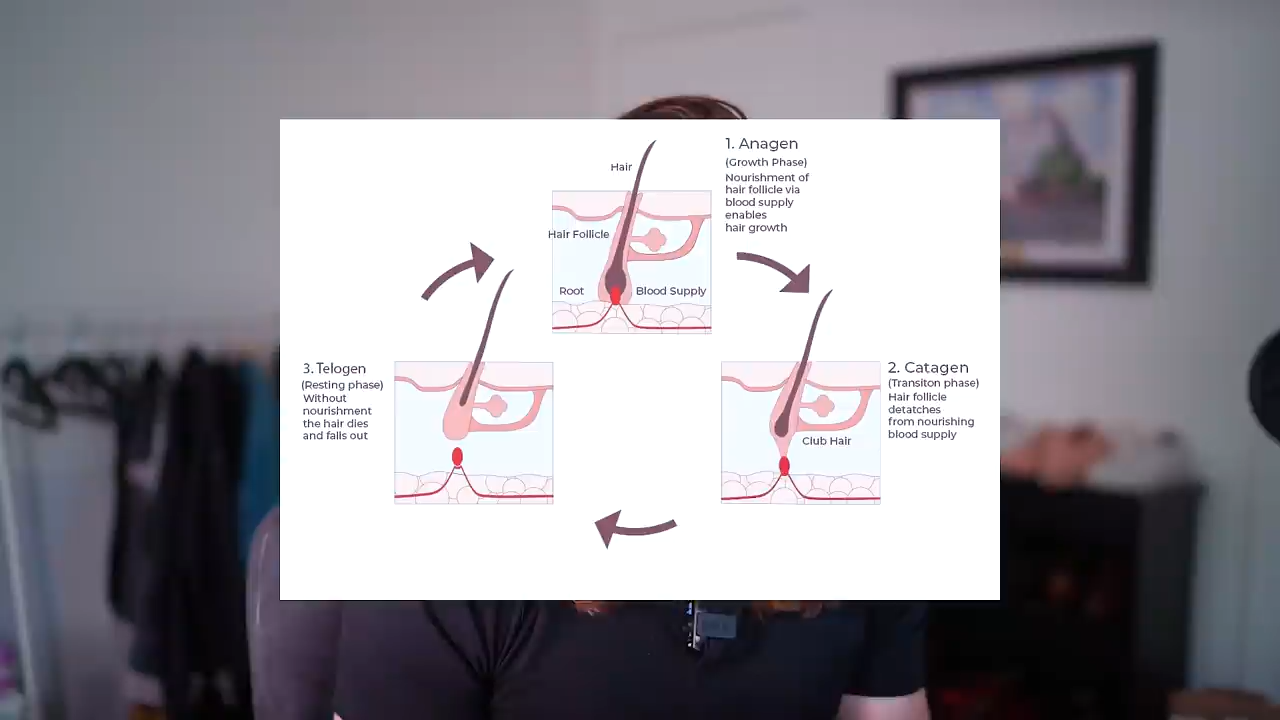 1. Anagen
(Growth Phase)
Nourishment of
hair follicle via
blood supply
enables
hair growth
Hair
Hair Follicle
Root
Blood Supply
2. Catagen
(Transiton phase)
Hair follicle
detatches
from nourishing
blood supply
Club Hair
3. Telogen
(Resting phase)
Without
nourishment
the hair dies
and falls out